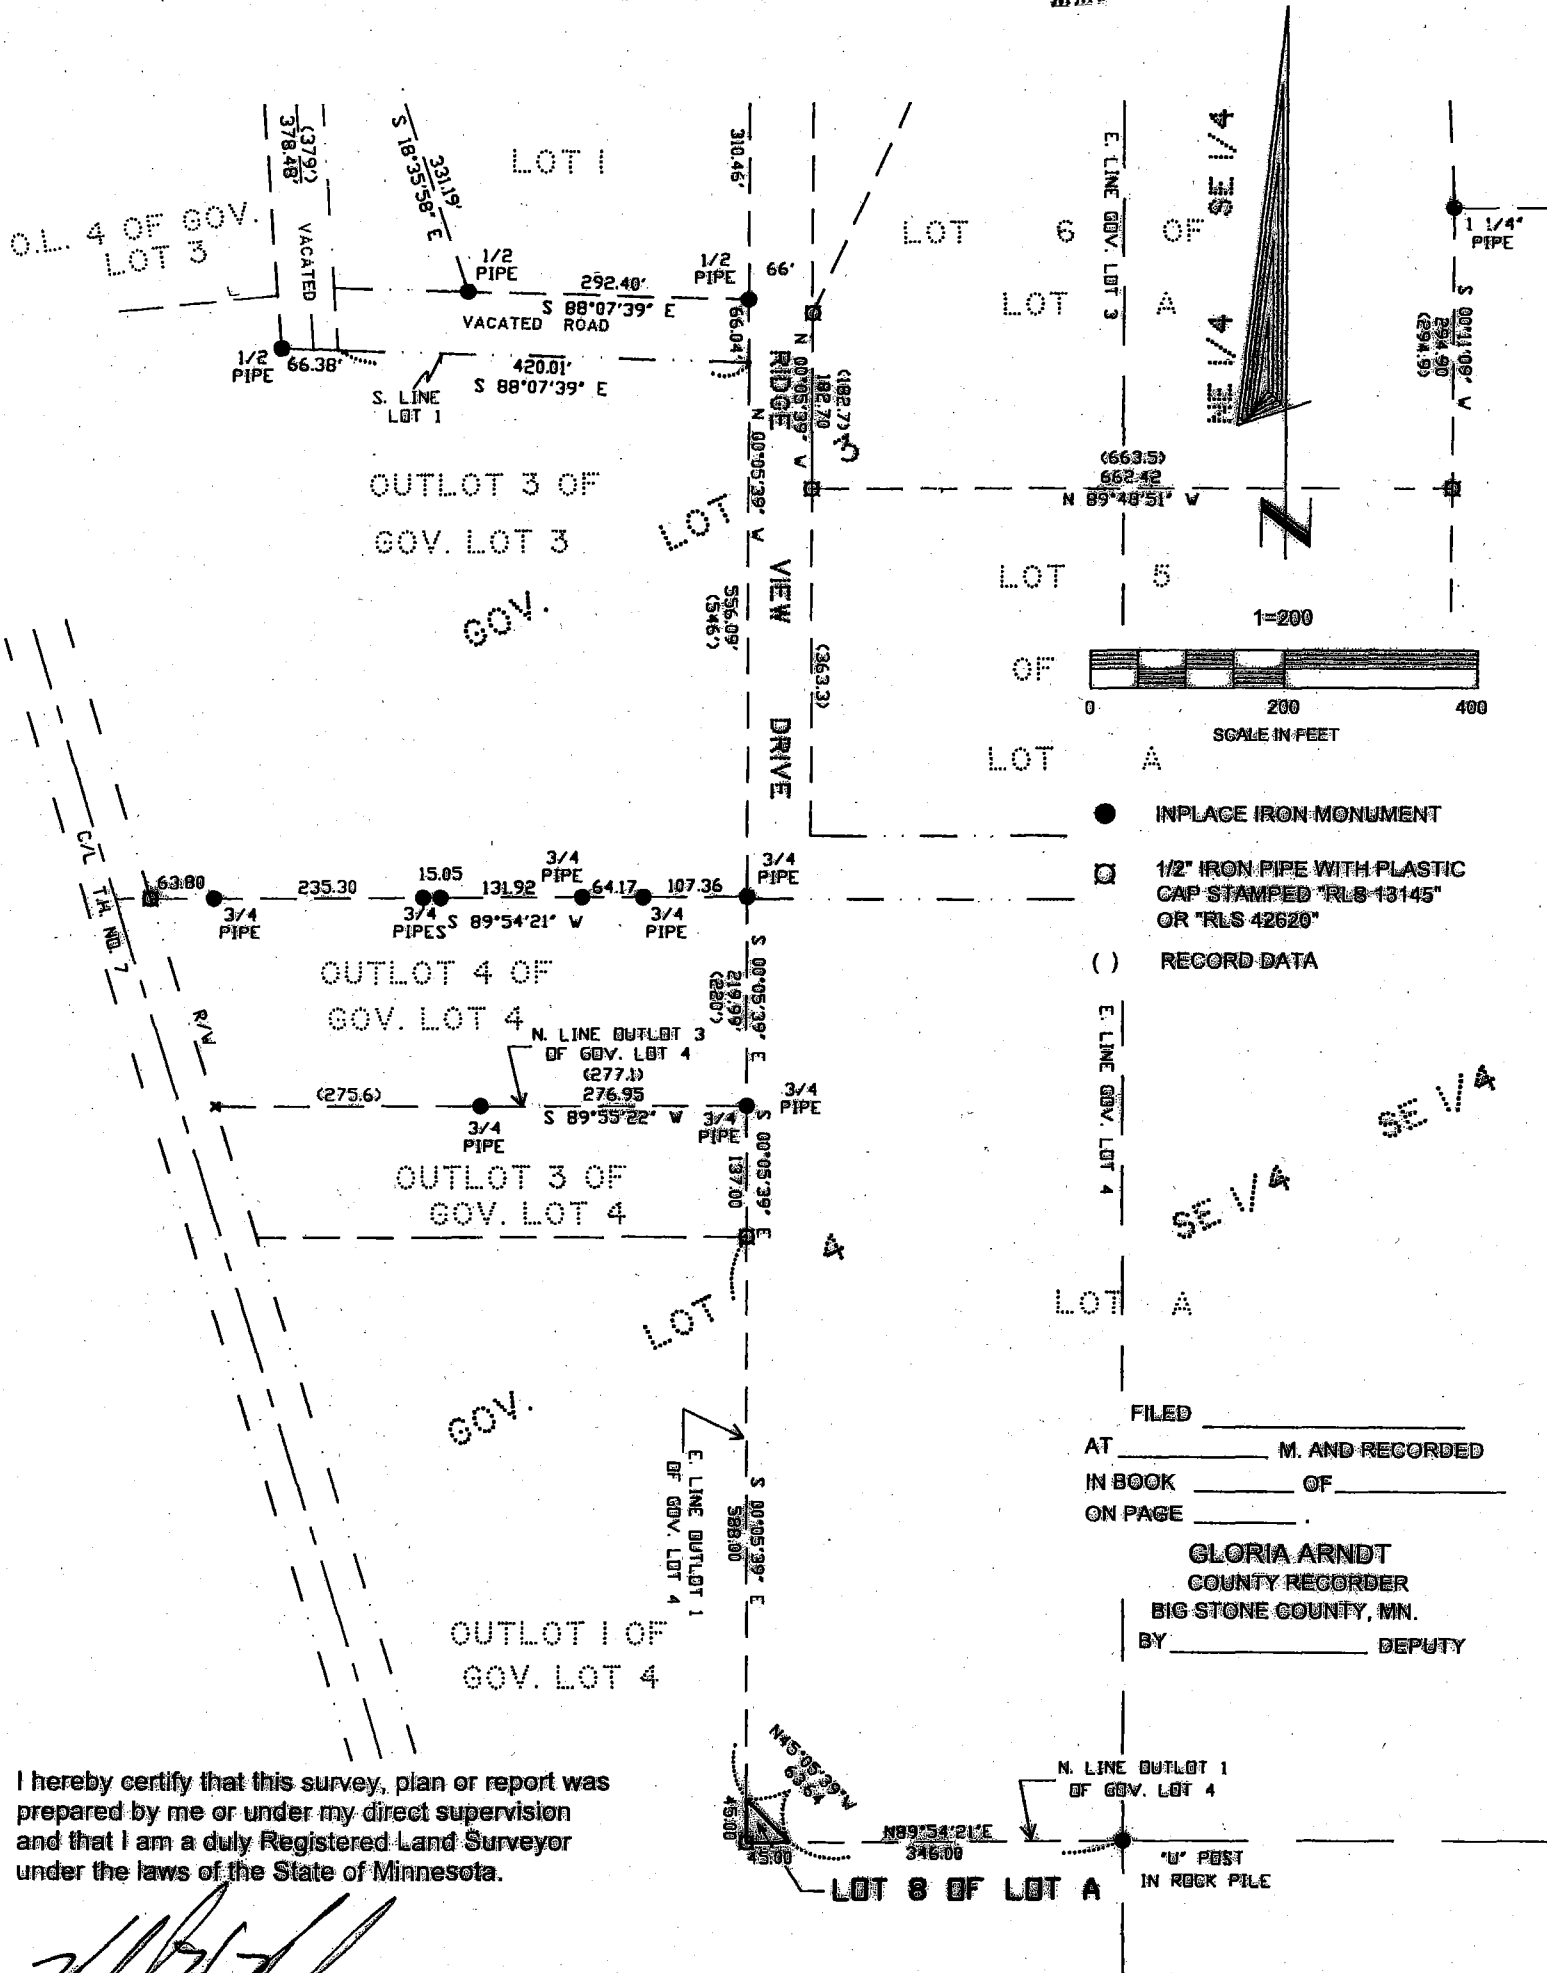 (379')
378.48'
VACATED
331.19'
S 18°35'58" E
LOT 1
310.46'
O.L. 4 OF GOV.
LOT 3
1/2
PIPE
292.40'
S 88°07'39" E
VACATED ROAD
1/2
PIPE
66'
66.04'
1/2
PIPE
66.38'
420.01'
S 88°07'39" E
S. LINE
LOT 1
LOT 6 OF
LOT A
E. LINE GOV. LOT 3
NE 1/4 SE 1/4
1 1/4"
PIPE
S 00°11'09" W
294.90
(294.9)
(182.7)
182.70
N 00°05'39" W
RIDGE VIEW DRIVE
N 00°05'39" W
556.09'
(546')
(363.3)
(663.5)
662.42
N 89°48'51" W
OUTLOT 3 OF
GOV. LOT 3
GOV. LOT 3
LOT 5
OF
LOT A
N
1=200
0 200 400
SCALE IN FEET
INPLACE IRON MONUMENT
1/2" IRON PIPE WITH PLASTIC
CAP STAMPED "RLS 13145"
OR "RLS 42620"
( ) RECORD DATA
C/L T.H. NO. 7
R/W
63.80
3/4
PIPE
235.30
15.05
3/4
PIPES
131.92
S 89°54'21" W
3/4
PIPE
64.17
3/4
PIPE
107.36
3/4
PIPE
OUTLOT 4 OF
GOV. LOT 4
S 00°05'39" E
219.99'
(220')
N. LINE OUTLOT 3
OF GOV. LOT 4
(275.6)
3/4
PIPE
(277.1)
276.95
S 89°55'22" W
3/4
PIPE
3/4
PIPE
S 00°05'39" E
137.00
OUTLOT 3 OF
GOV. LOT 4
E. LINE GOV. LOT 4
SE 1/4 SE 1/4
GOV. LOT 4
LOT A
E. LINE OUTLOT 1
OF GOV. LOT 4
S 00°05'39" E
588.00
OUTLOT 1 OF
GOV. LOT 4
FILED
AT M. AND RECORDED
IN BOOK OF
ON PAGE .
GLORIA ARNDT
COUNTY RECORDER
BIG STONE COUNTY, MN.
BY DEPUTY
N45°05'39"W
63.64
45.00
45.00
N89°54'21"E
346.00
N. LINE OUTLOT 1
OF GOV. LOT 4
"U" POST
IN ROCK PILE
LOT 8 OF LOT A
I hereby certify that this survey, plan or report was
prepared by me or under my direct supervision
and that I am a duly Registered Land Surveyor
under the laws of the State of Minnesota.